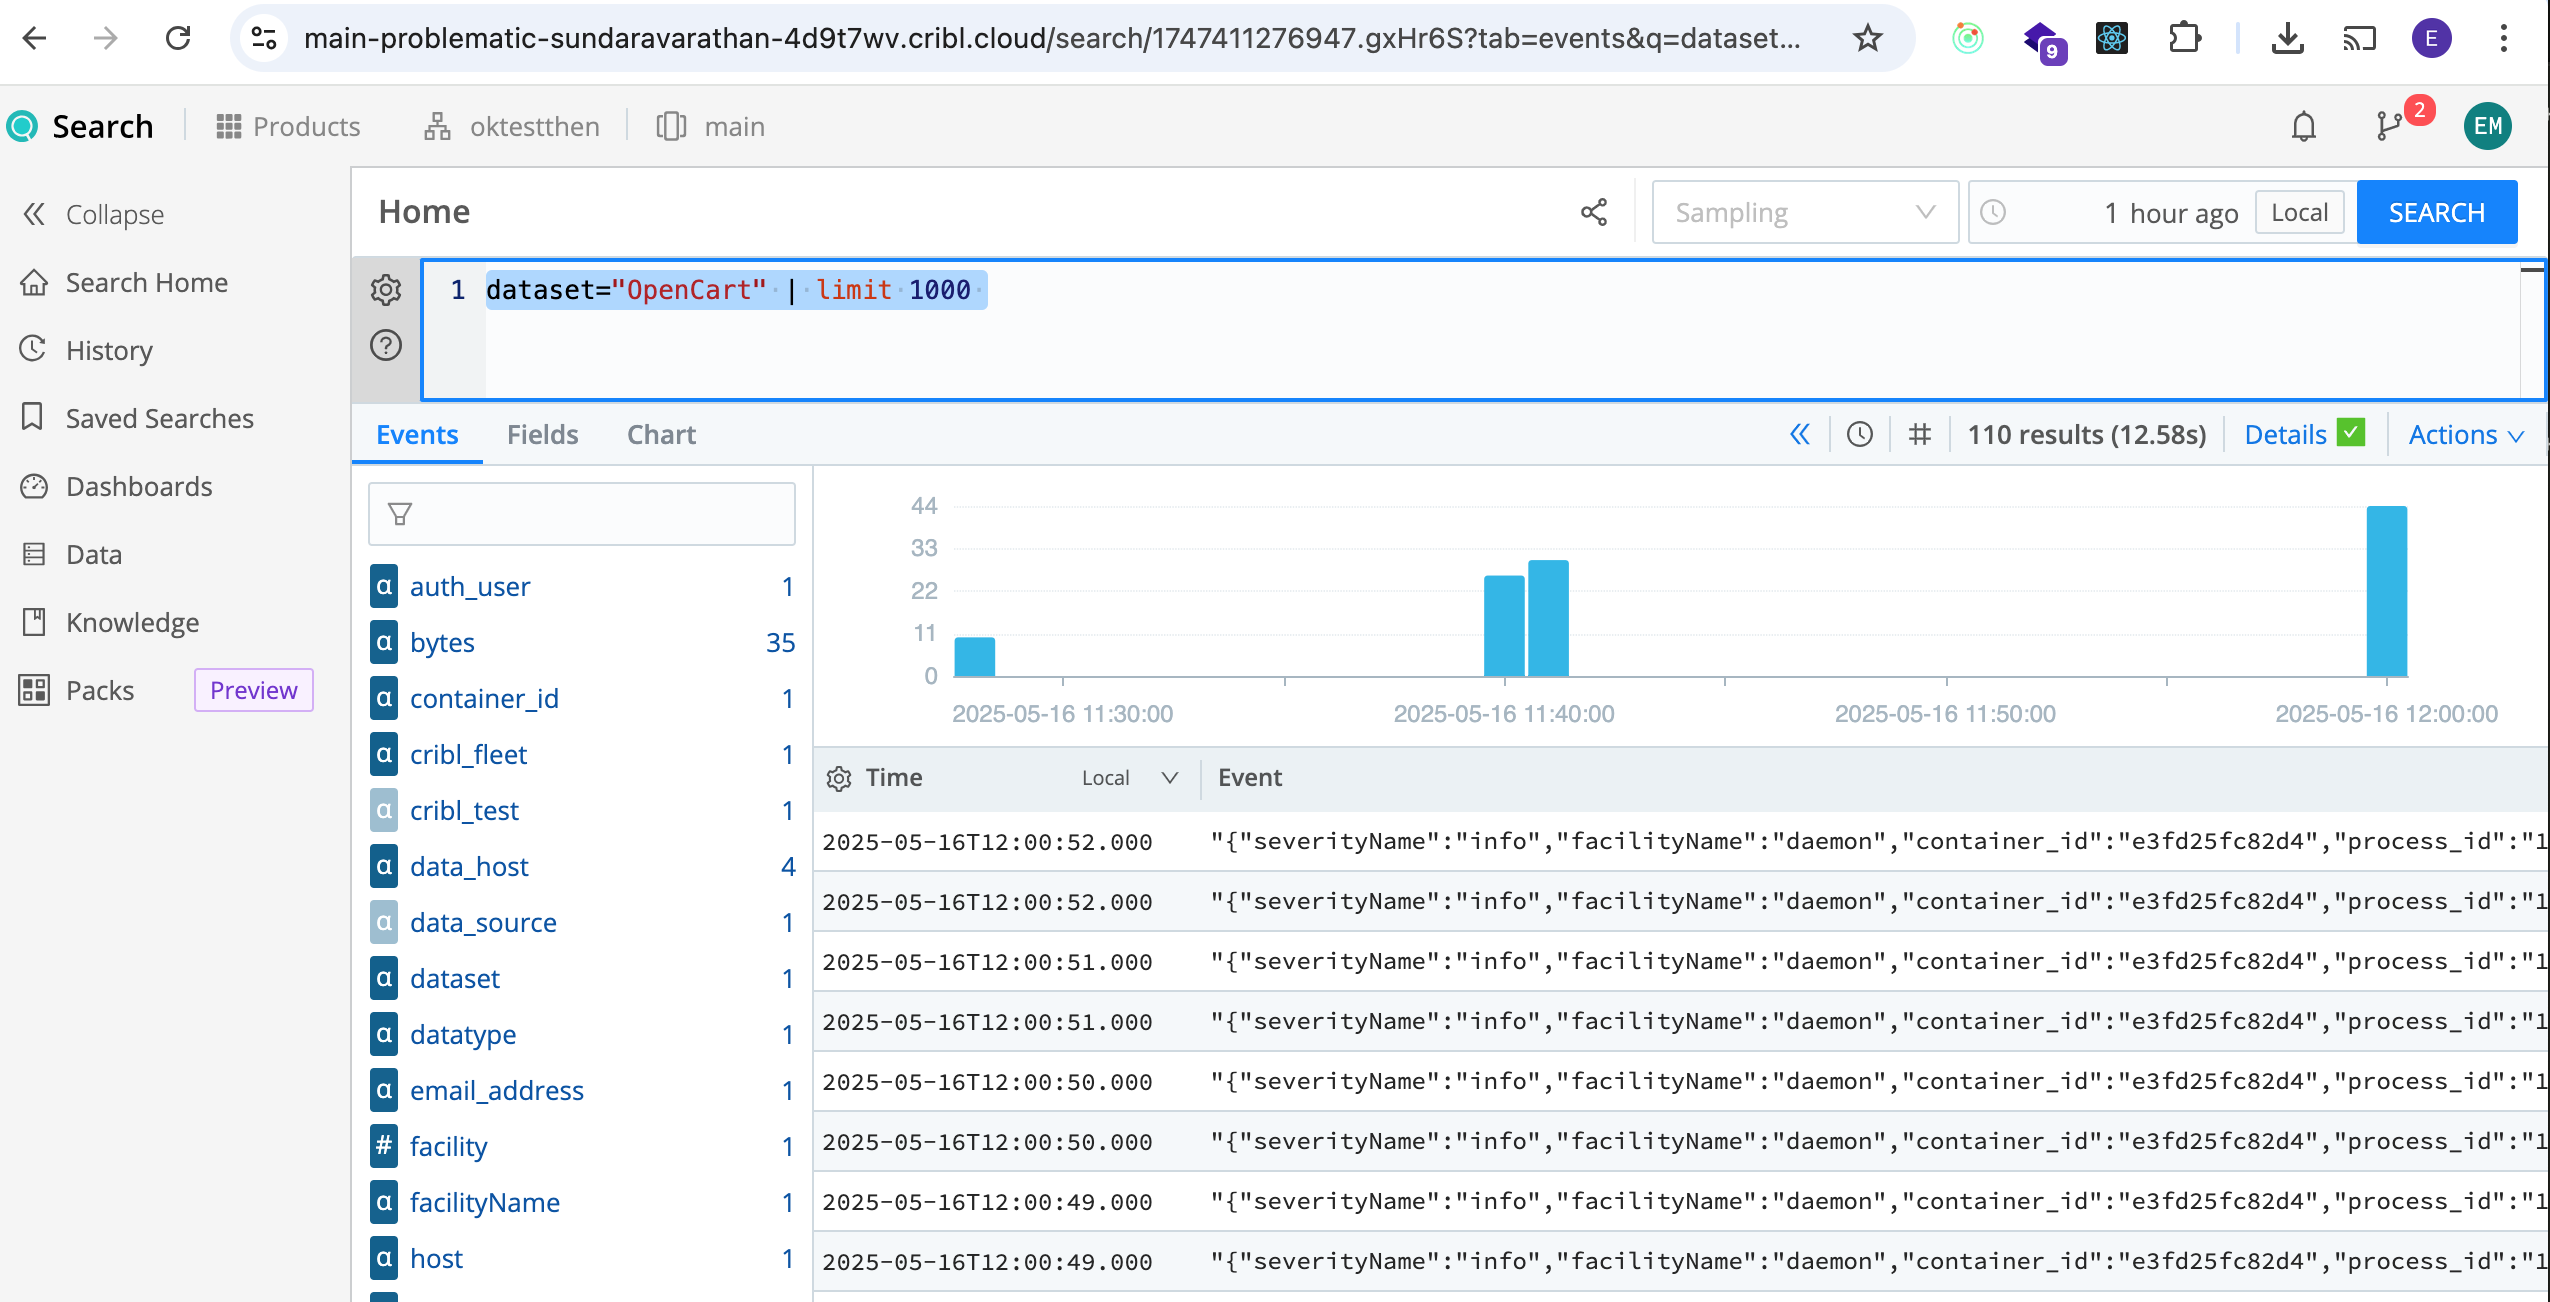 main-problematic-sundaravarathan-4d9t7wv.cribl.cloud/search/1747411276947.gxHr6S?tab=events&q=dataset...
9
E
Search
Products
oktestthen
main
2
EM
Collapse
Search Home
History
Saved Searches
Dashboards
Data
Knowledge
Packs Preview
Home
Sampling
1 hour ago Local
SEARCH
1 dataset="OpenCart" | limit 1000
Events Fields Chart
110 results (12.58s) Details Actions
auth_user 1
bytes 35
container_id 1
cribl_fleet 1
cribl_test 1
data_host 4
data_source 1
dataset 1
datatype 1
email_address 1
facility 1
facilityName 1
host 1
44
33
22
11
0
2025-05-16 11:30:00 2025-05-16 11:40:00 2025-05-16 11:50:00 2025-05-16 12:00:00
Time Local Event
2025-05-16T12:00:52.000 "{"severityName":"info","facilityName":"daemon","container_id":"e3fd25fc82d4","process_id":"1
2025-05-16T12:00:52.000 "{"severityName":"info","facilityName":"daemon","container_id":"e3fd25fc82d4","process_id":"1
2025-05-16T12:00:51.000 "{"severityName":"info","facilityName":"daemon","container_id":"e3fd25fc82d4","process_id":"1
2025-05-16T12:00:51.000 "{"severityName":"info","facilityName":"daemon","container_id":"e3fd25fc82d4","process_id":"1
2025-05-16T12:00:50.000 "{"severityName":"info","facilityName":"daemon","container_id":"e3fd25fc82d4","process_id":"1
2025-05-16T12:00:50.000 "{"severityName":"info","facilityName":"daemon","container_id":"e3fd25fc82d4","process_id":"1
2025-05-16T12:00:49.000 "{"severityName":"info","facilityName":"daemon","container_id":"e3fd25fc82d4","process_id":"1
2025-05-16T12:00:49.000 "{"severityName":"info","facilityName":"daemon","container_id":"e3fd25fc82d4","process_id":"1